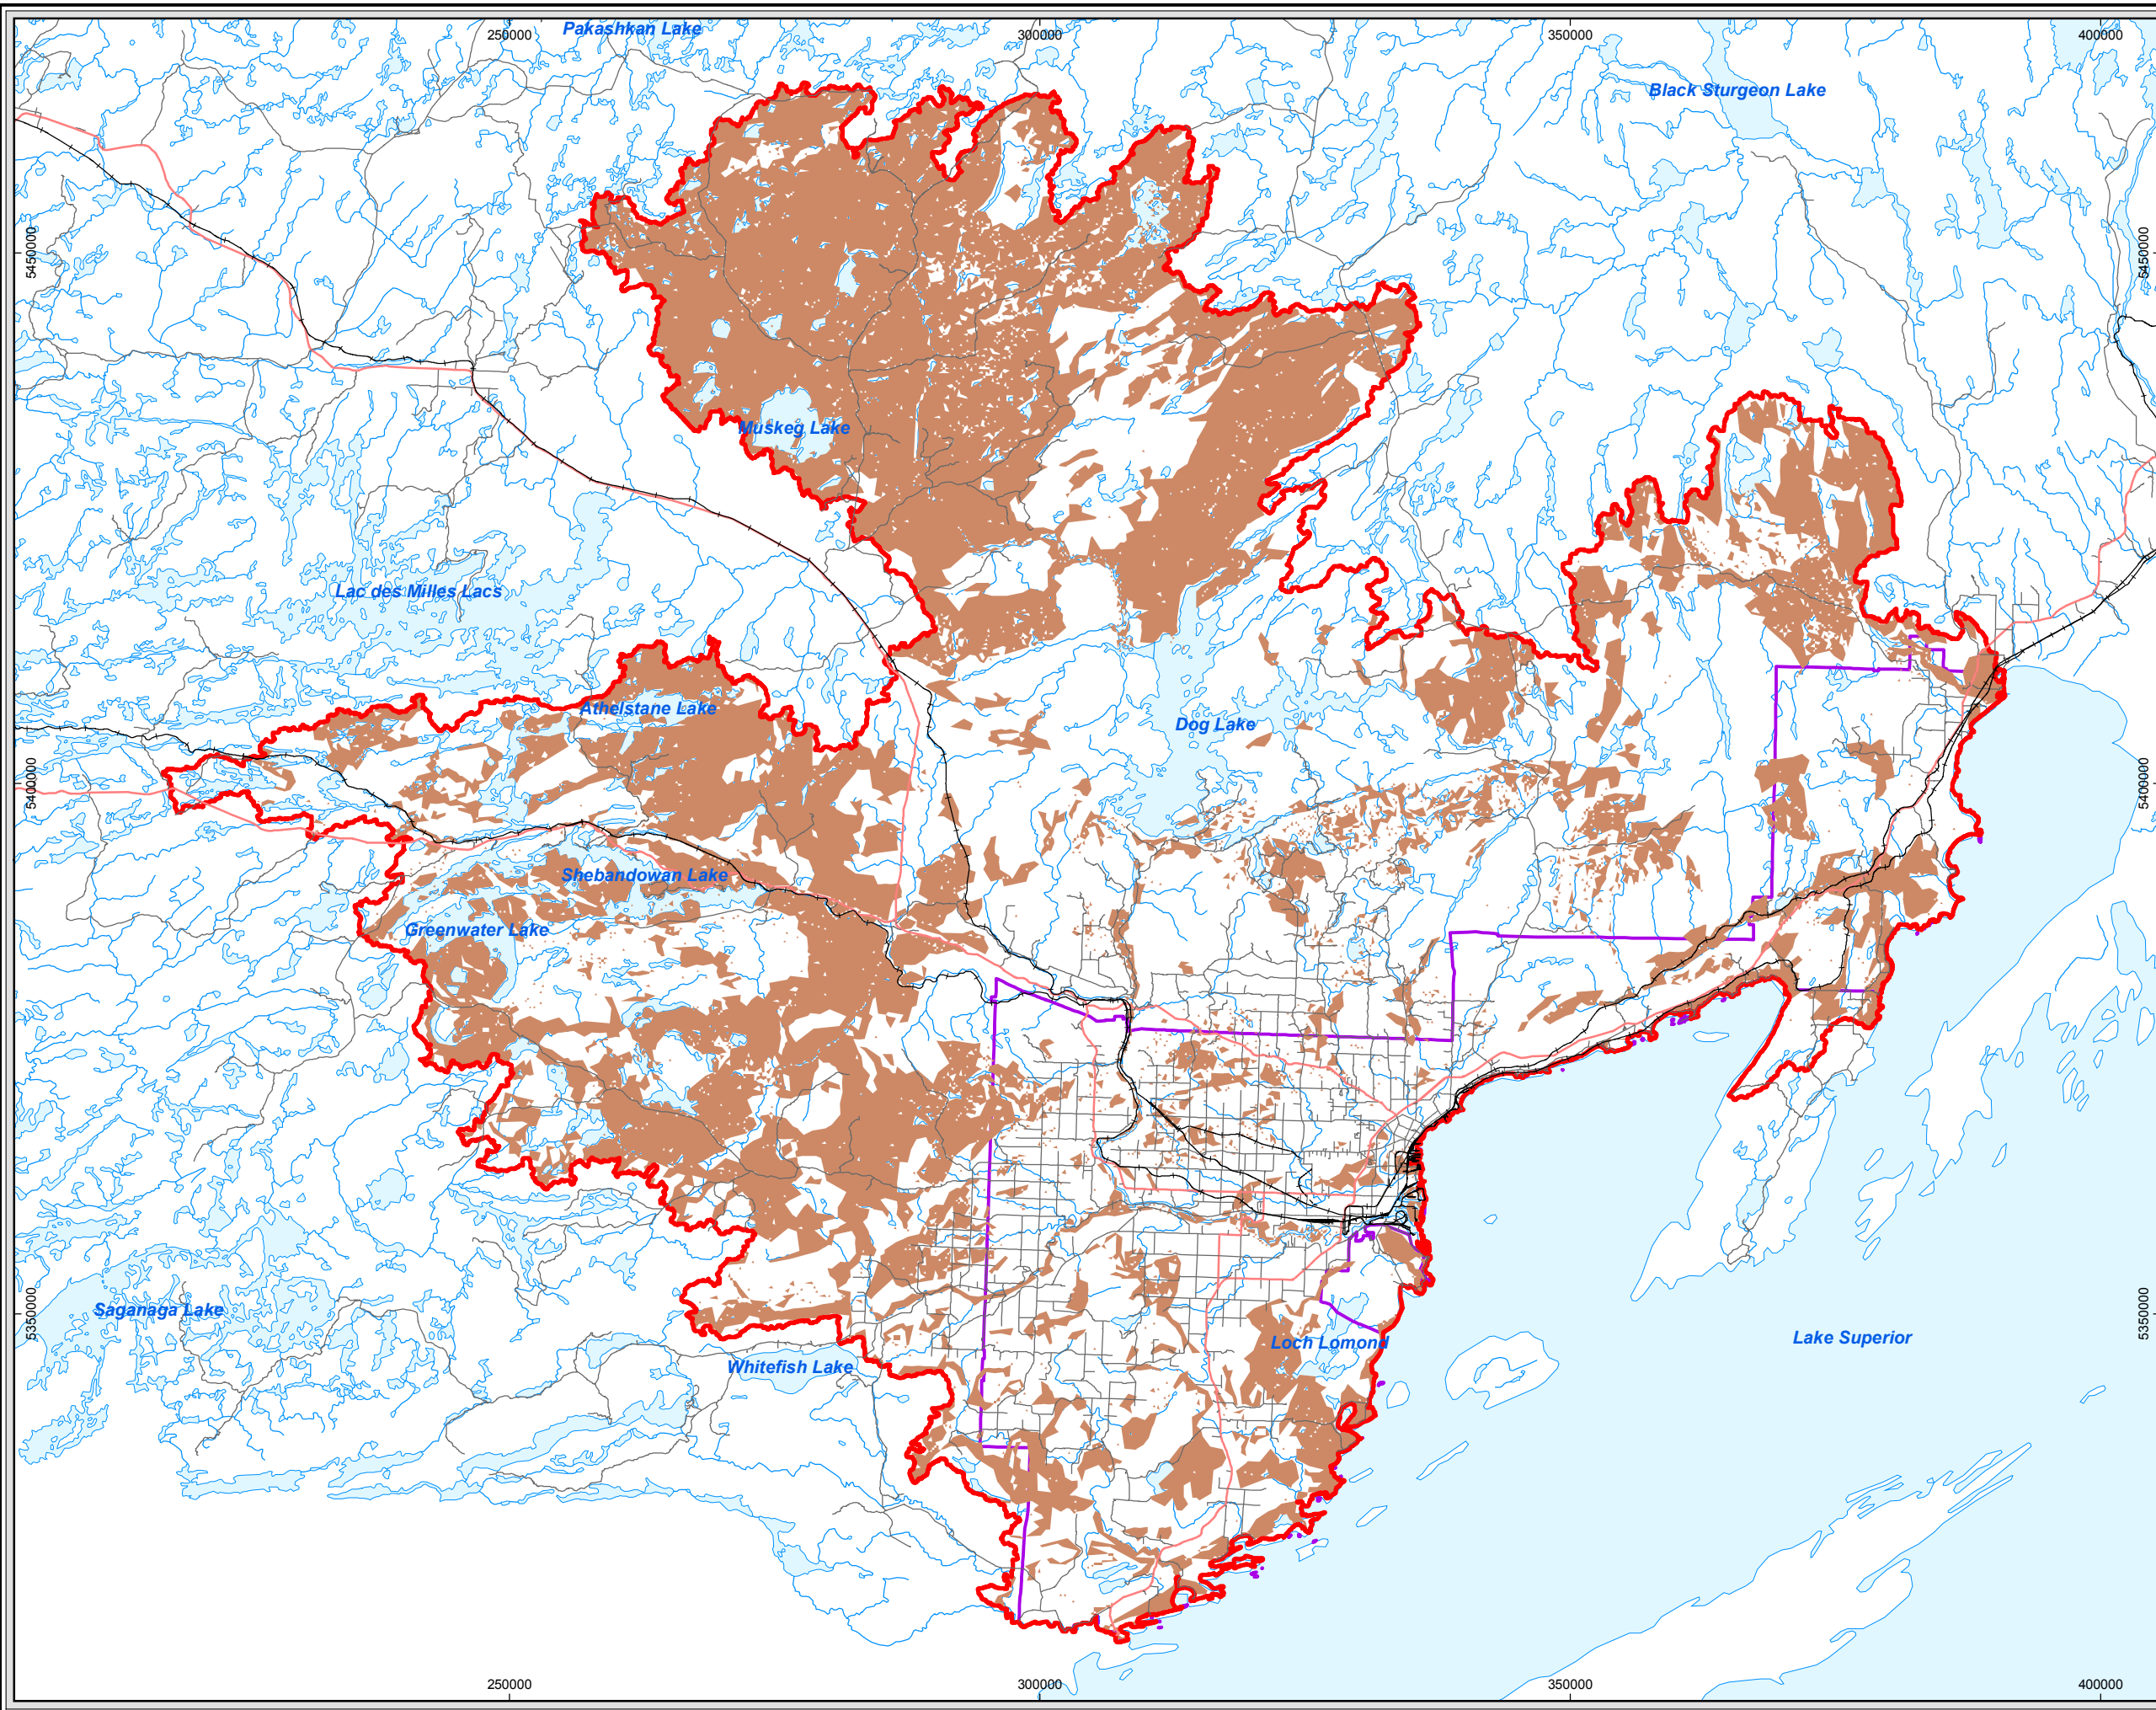 Pakashkan Lake
250000
300000
350000
400000
Black Sturgeon Lake
5450000
5450000
Muskeg Lake
Lac des Milles Lacs
Athelstane Lake
Dog Lake
5400000
5400000
Shebandowan Lake
Greenwater Lake
Saganaga Lake
5350000
5350000
Loch Lomond
Lake Superior
Whitefish Lake
250000
300000
350000
400000